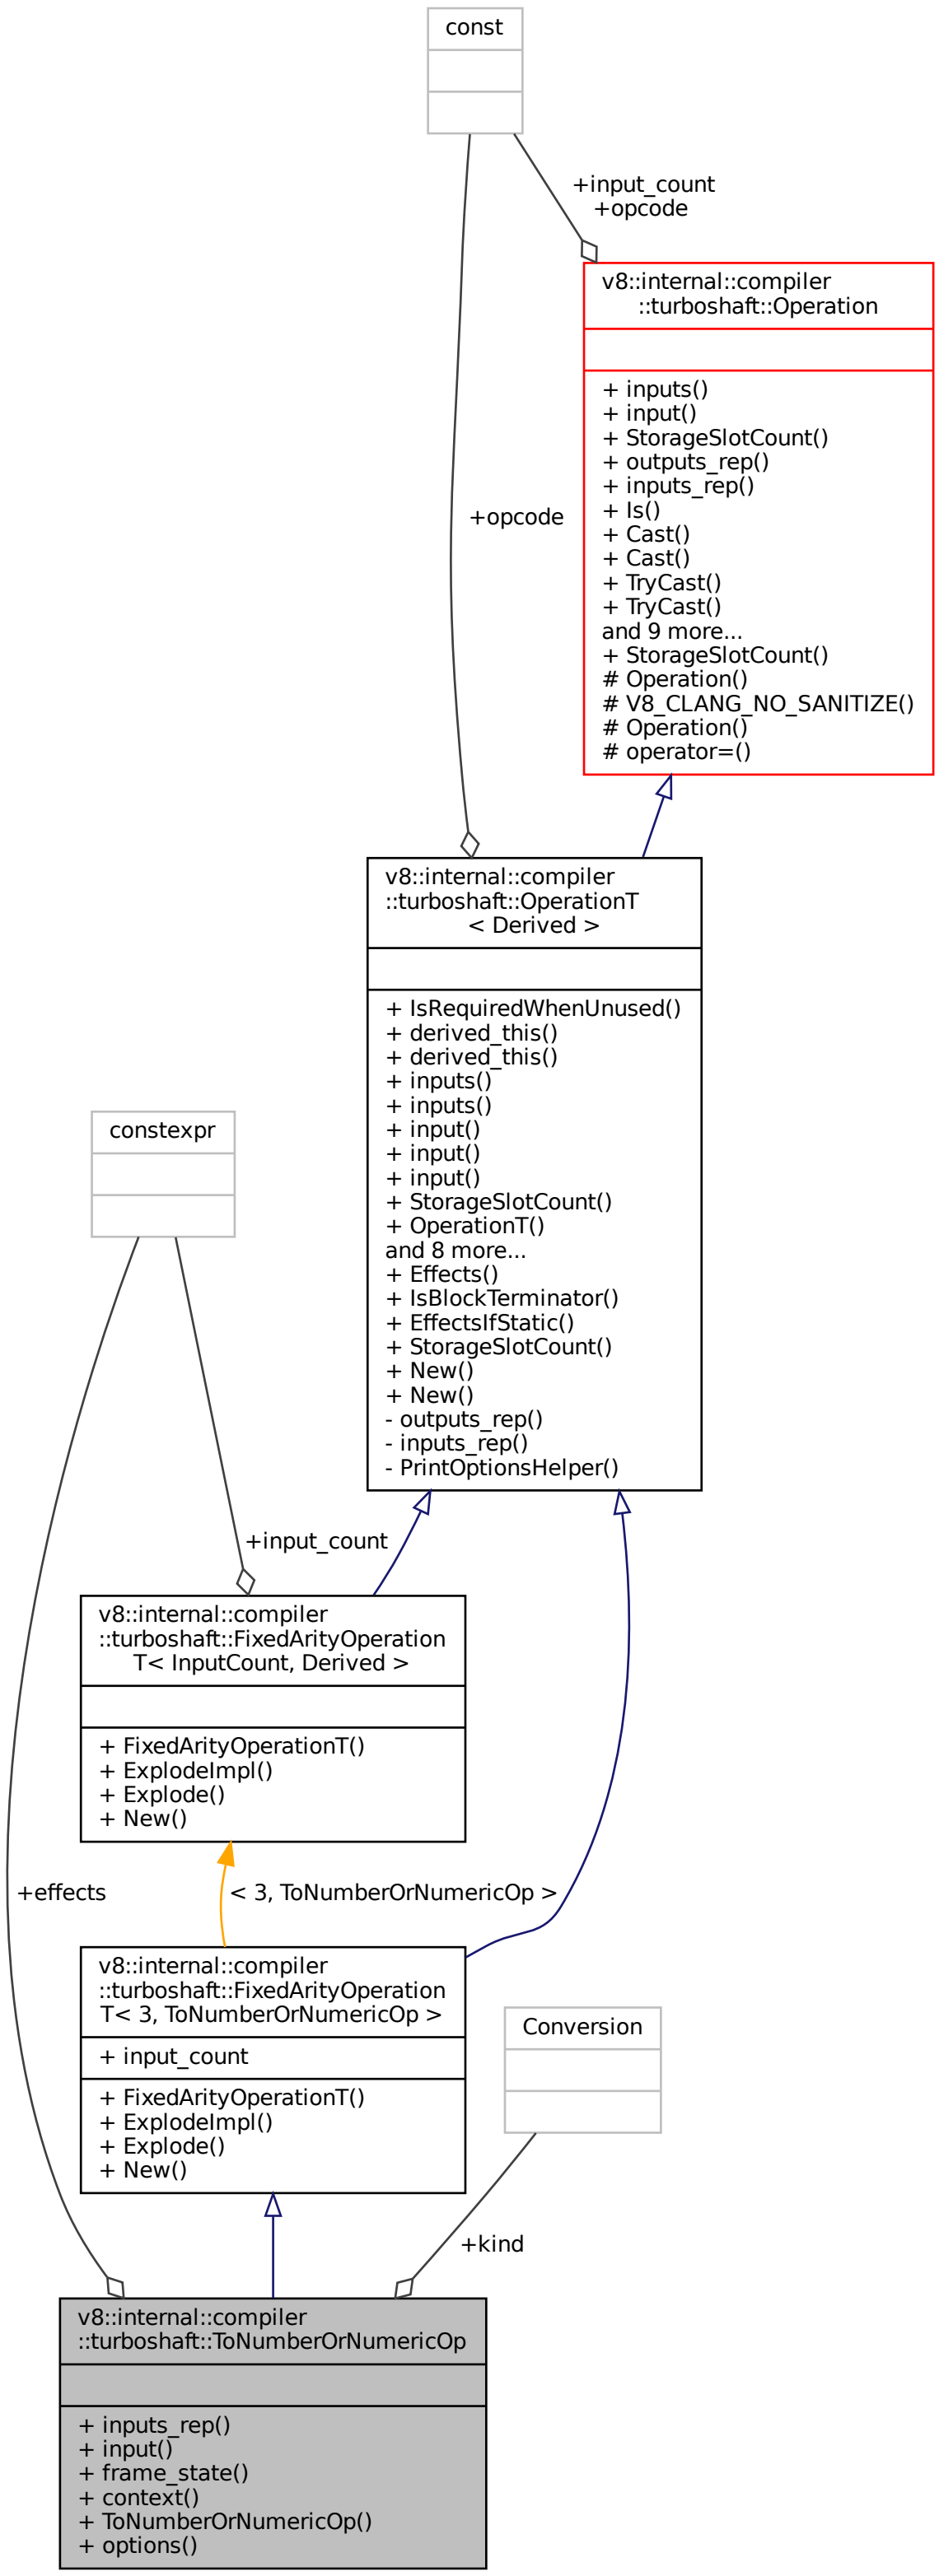 const
+input_count
+opcode
v8::internal::compiler
::turboshaft::Operation
+ inputs()
+ input()
+ StorageSlotCount()
+ outputs_rep()
+ inputs_rep()
+ Is()
+ Cast()
+ Cast()
+ TryCast()
+ TryCast()
and 9 more...
+ StorageSlotCount()
# Operation()
# V8_CLANG_NO_SANITIZE()
# Operation()
# operator=()
+opcode
v8::internal::compiler
::turboshaft::OperationT
< Derived >
+ IsRequiredWhenUnused()
+ derived_this()
+ derived_this()
+ inputs()
+ inputs()
+ input()
+ input()
+ input()
+ StorageSlotCount()
+ OperationT()
and 8 more...
+ Effects()
+ IsBlockTerminator()
+ EffectsIfStatic()
+ StorageSlotCount()
+ New()
+ New()
- outputs_rep()
- inputs_rep()
- PrintOptionsHelper()
constexpr
+input_count
v8::internal::compiler
::turboshaft::FixedArityOperation
T< InputCount, Derived >
+ FixedArityOperationT()
+ ExplodeImpl()
+ Explode()
+ New()
+effects
< 3, ToNumberOrNumericOp >
v8::internal::compiler
::turboshaft::FixedArityOperation
T< 3, ToNumberOrNumericOp >
+ input_count
+ FixedArityOperationT()
+ ExplodeImpl()
+ Explode()
+ New()
Conversion
+kind
v8::internal::compiler
::turboshaft::ToNumberOrNumericOp
+ inputs_rep()
+ input()
+ frame_state()
+ context()
+ ToNumberOrNumericOp()
+ options()